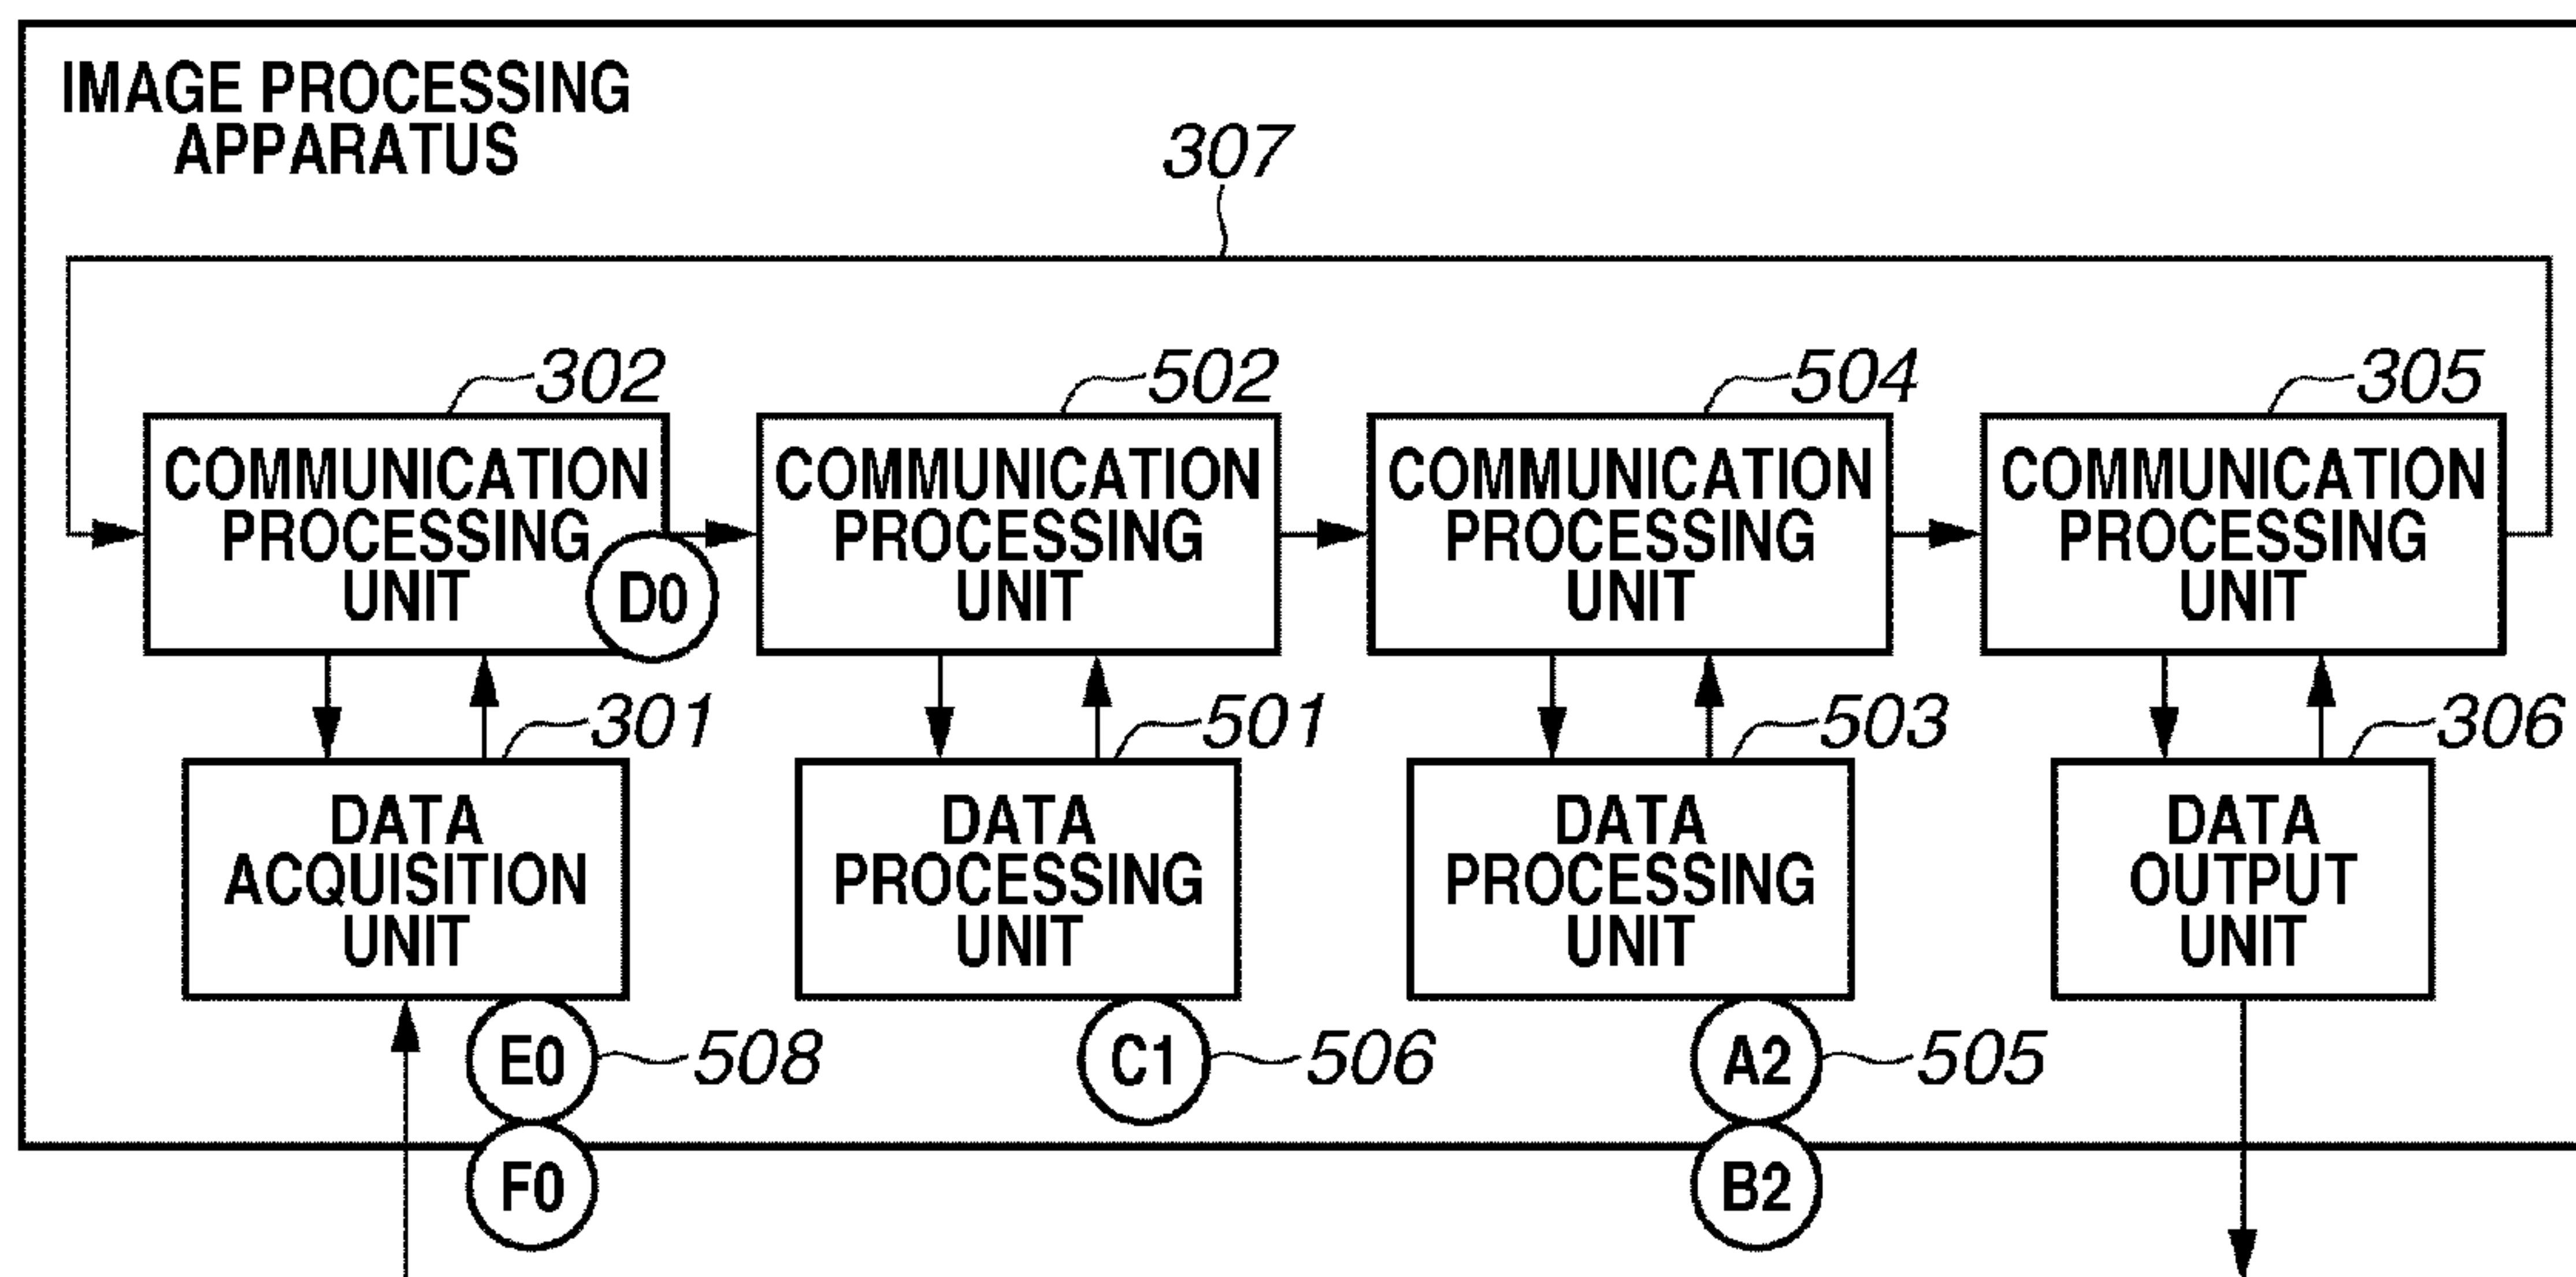 IMAGE PROCESSING
APPARATUS
307
302
502
504
305
COMMUNICATION
PROCESSING
UNIT
D0
COMMUNICATION
PROCESSING
UNIT
COMMUNICATION
PROCESSING
UNIT
COMMUNICATION
PROCESSING
UNIT
301
501
503
306
DATA
ACQUISITION
UNIT
DATA
PROCESSING
UNIT
DATA
PROCESSING
UNIT
DATA
OUTPUT
UNIT
E0
508
C1
506
A2
505
F0
B2